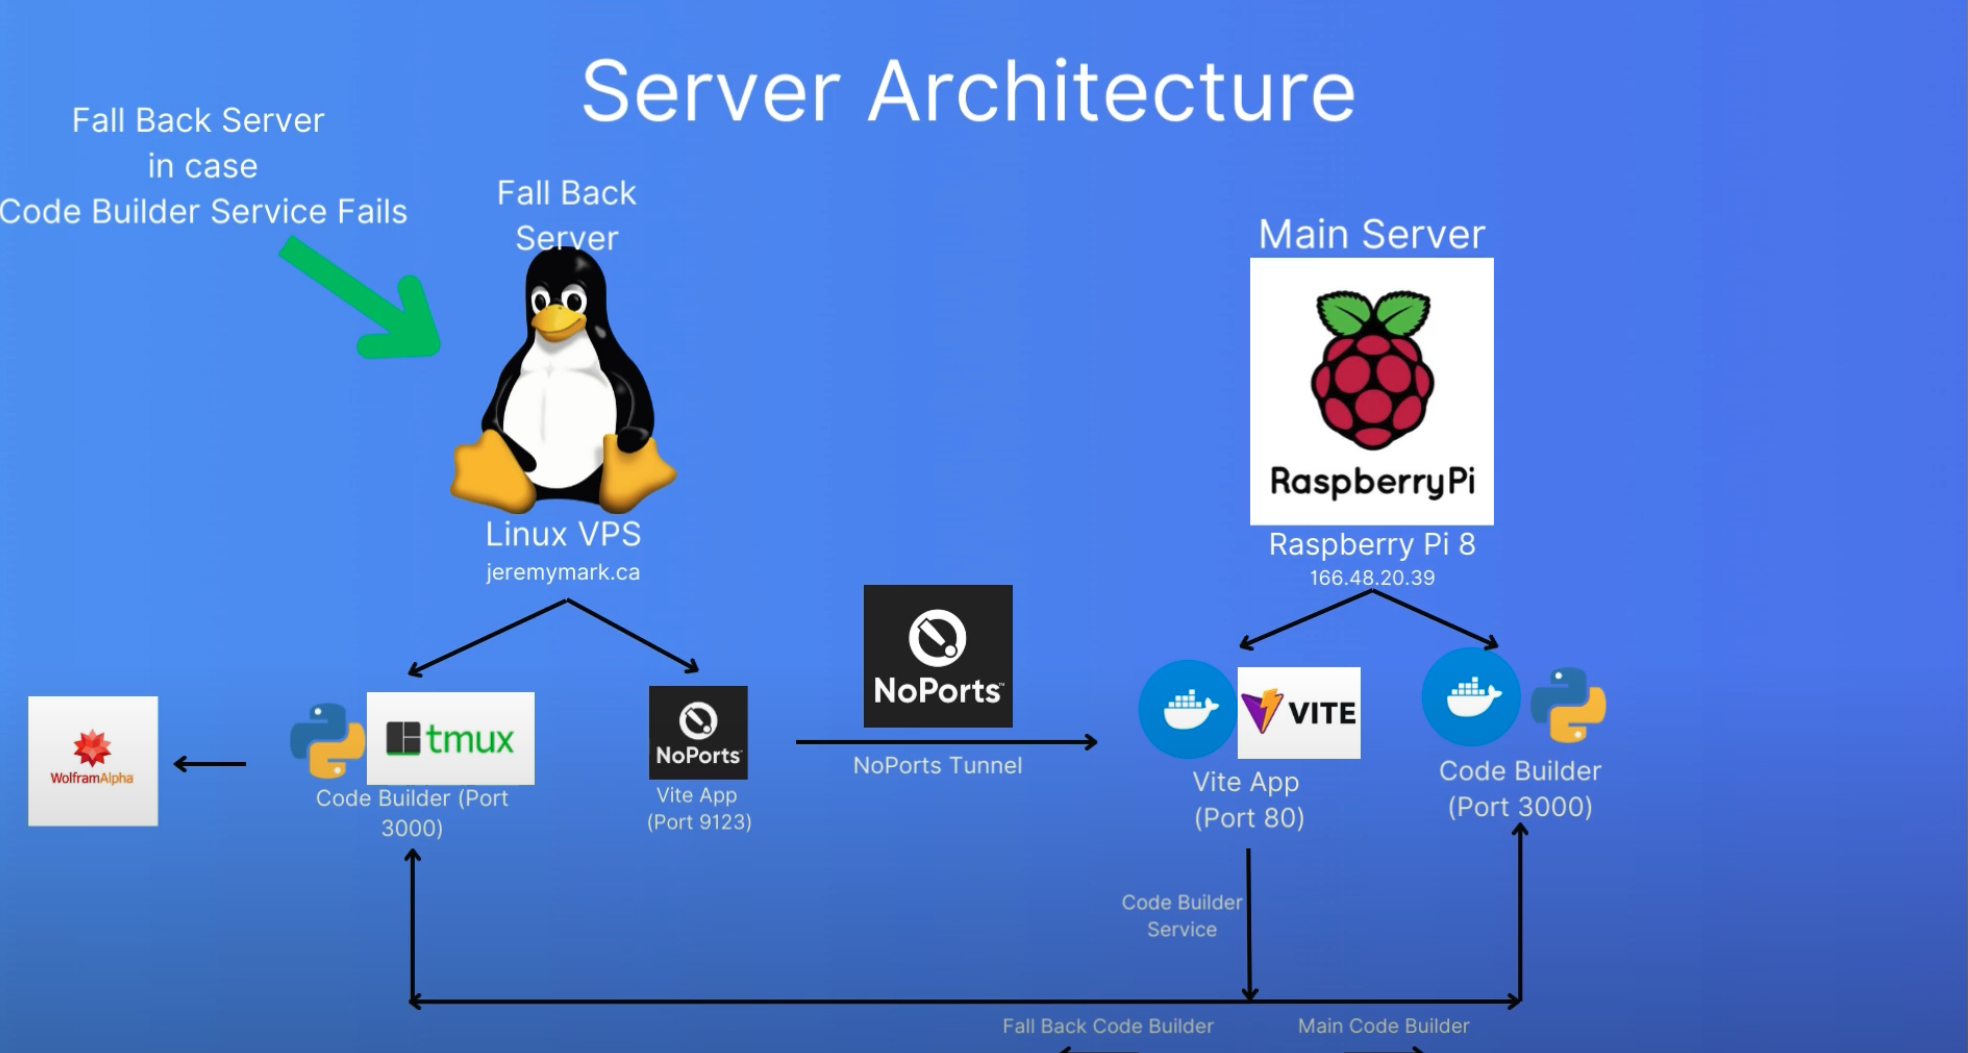 Server Architecture
Fall Back Server
in case
Code Builder Service Fails
Fall Back
Server
Linux VPS
jeremymark.ca
Main Server
RaspberryPi
Raspberry Pi 8
166.48.20.39
WolframAlpha
tmux
Code Builder (Port
3000)
NoPorts
Vite App
(Port 9123)
NoPorts™
NoPorts Tunnel
VITE
Vite App
(Port 80)
Code Builder
(Port 3000)
Code Builder
Service
Fall Back Code Builder
Main Code Builder